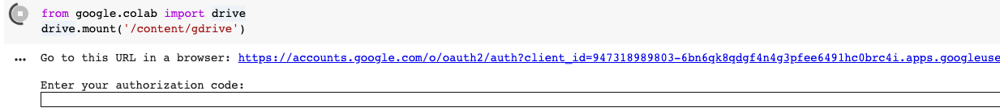 from google.colab import drive
drive.mount('/content/gdrive')
Go to this URL in a browser: https://accounts.google.com/o/oauth2/auth?client_id=947318989803-6bn6qk8qdgf4n4g3pfee6491hc0brc4i.apps.googleuse
Enter your authorization code: